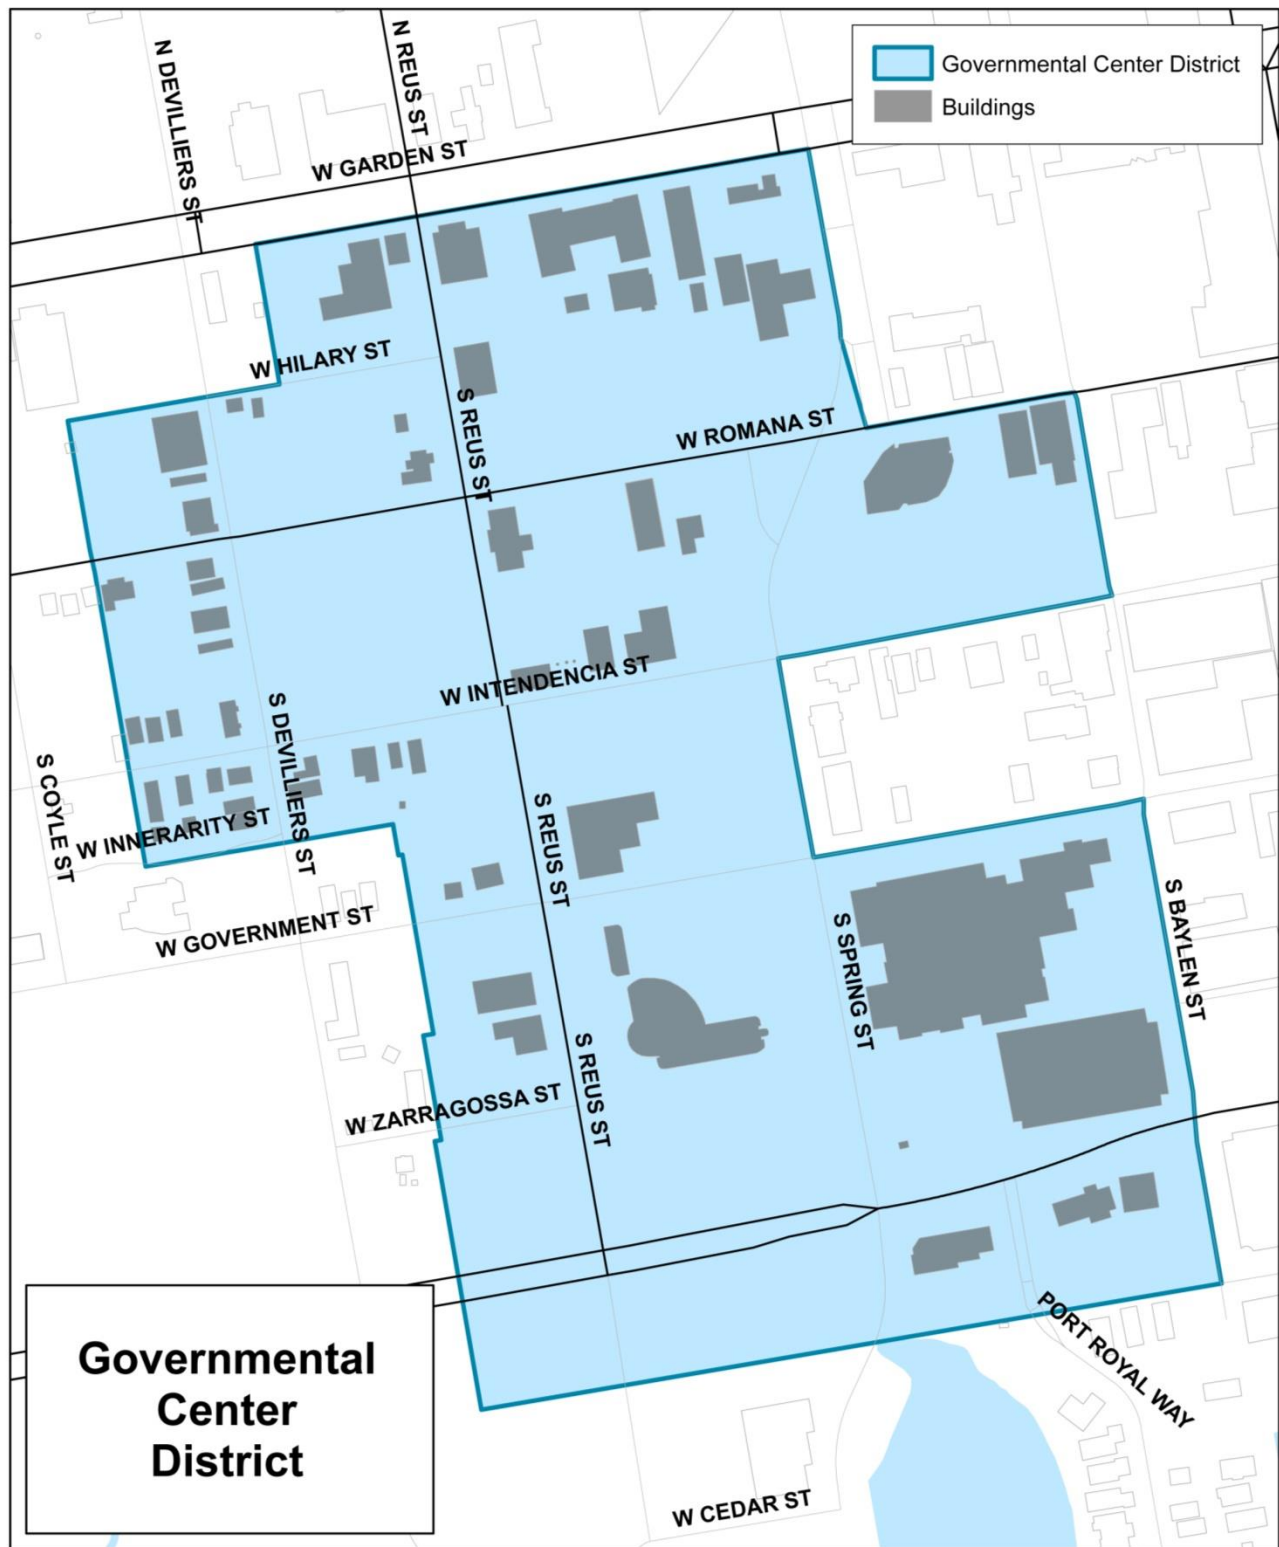 N DEVILLIERS ST
N REUS ST
Governmental Center District
Buildings
W GARDEN ST
W HILARY ST
S REUS ST
W ROMANA ST
W INTENDENCIA ST
S DEVILLIERS ST
S COYLE ST
W INNERARITY ST
S REUS ST
W GOVERNMENT ST
S SPRING ST
S BAYLEN ST
S REUS ST
W ZARRAGOSSA ST
PORT ROYAL WAY
Governmental
Center
District
W CEDAR ST